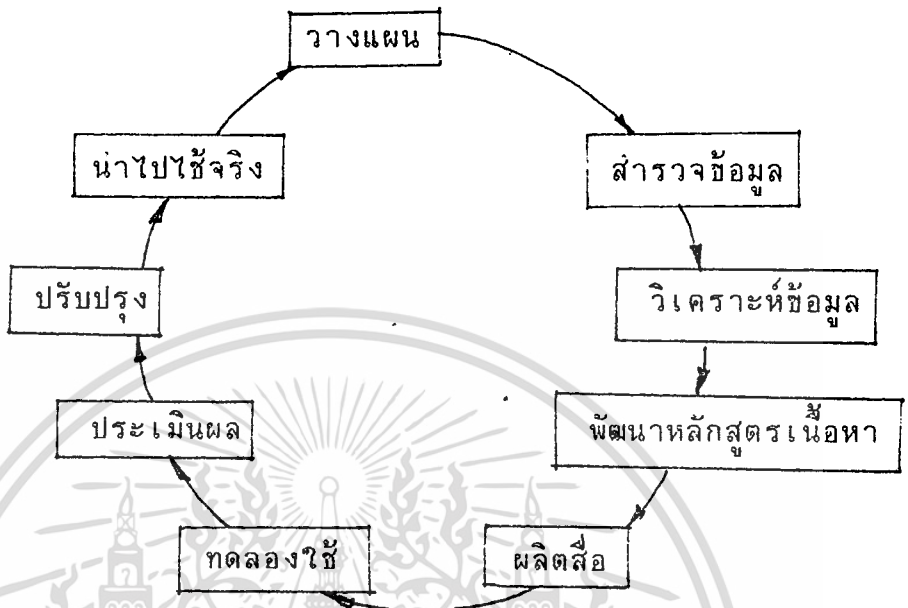 วางแผน
สำรวจข้อมูล
วิเคราะห์ข้อมูล
พัฒนาหลักสูตรเนื้อหา
ผลิตสื่อ
ทดลองใช้
ประเมินผล
ปรับปรุง
นำไปใช้จริง